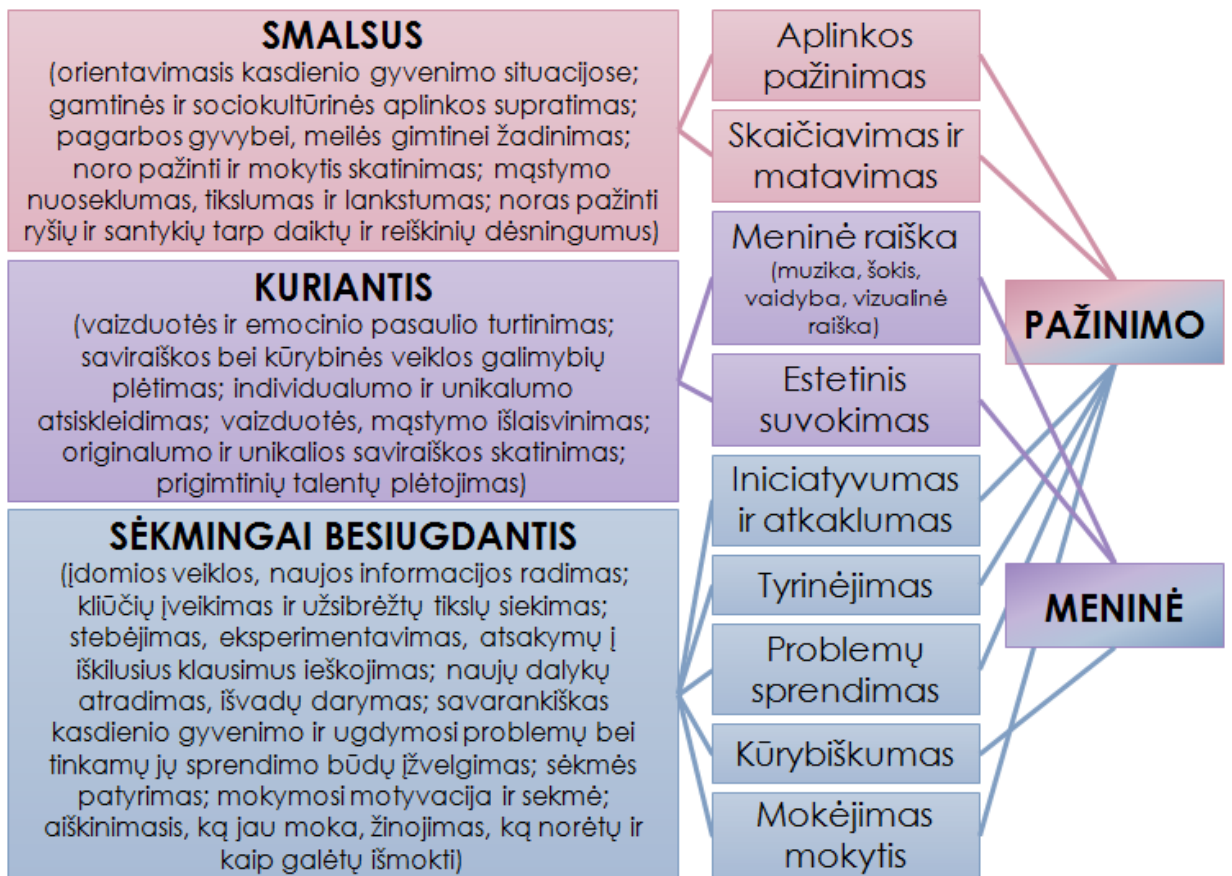 SMALSUS
(orientavimasis kasdienio gyvenimo situacijose;
gamtinės ir sociokultūrinės aplinkos supratimas;
pagarbos gyvybei, meilės gimtinei žadinimas;
noro pažinti ir mokytis skatinimas; mąstymo
nuoseklumas, tikslumas ir lankstumas; noras pažinti
ryšių ir santykių tarp daiktų ir reiškinių dėsningumus)
KURIANTIS
(vaizduotės ir emocinio pasaulio turtinimas;
saviraiškos bei kūrybinės veiklos galimybių
plėtimas; individualumo ir unikalumo
atsiskleidimas; vaizduotės, mąstymo išlaisvinimas;
originalumo ir unikalios saviraiškos skatinimas;
prigimtinių talentų plėtojimas)
SĖKMINGAI BESIUGDANTIS
(įdomios veiklos, naujos informacijos radimas;
kliūčių įveikimas ir užsibrėžtų tikslų siekimas;
stebėjimas, eksperimentavimas, atsakymų į
iškilusius klausimus ieškojimas; naujų dalykų
atradimas, išvadų darymas; savarankiškas
kasdienio gyvenimo ir ugdymosi problemų bei
tinkamų jų sprendimo būdų įžvelgimas; sėkmės
patyrimas; mokymosi motyvacija ir sekmė;
aiškinimasis, ką jau moka, žinojimas, ką norėtų ir
kaip galėtų išmokti)
Aplinkos
pažinimas
Skaičiavimas ir
matavimas
Meninė raiška
(muzika, šokis,
vaidyba, vizualinė
raiška)
Estetinis
suvokimas
Iniciatyvumas
ir atkaklumas
Tyrinėjimas
Problemų
sprendimas
Kūrybiškumas
Mokėjimas
mokytis
PAŽINIMO
MENINĖ